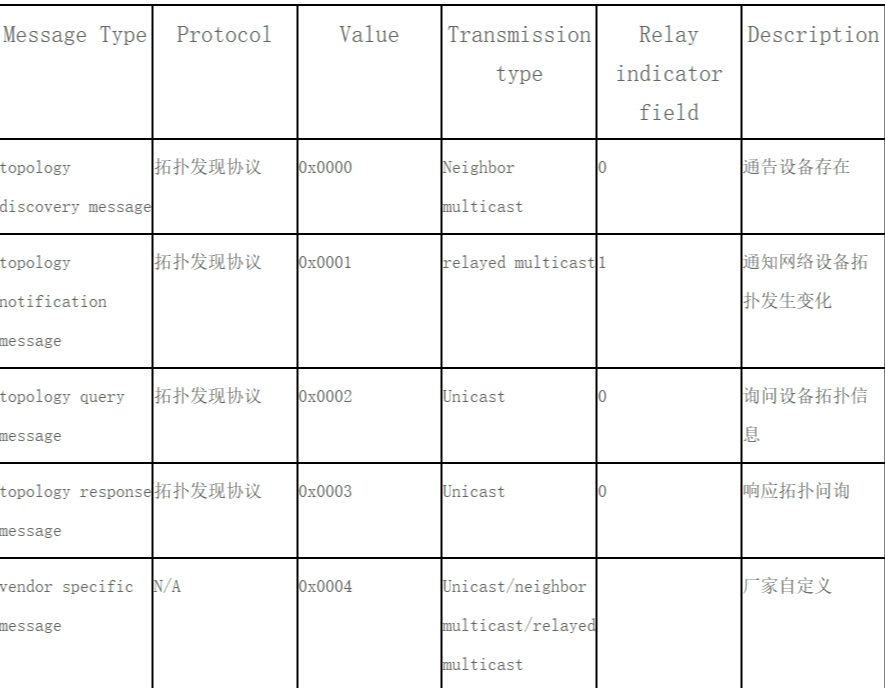 Message Type
Protocol
Value
Transmission
type
Relay
indicator
field
Description
topology
discovery message
拓扑发现协议
0x0000
Neighbor
multicast
0
通告设备存在
topology
notification
message
拓扑发现协议
0x0001
relayed multicast
1
通知网络设备拓
扑发生变化
topology query
message
拓扑发现协议
0x0002
Unicast
0
询问设备拓扑信
息
topology response
message
拓扑发现协议
0x0003
Unicast
0
响应拓扑问询
vendor specific
message
N/A
0x0004
Unicast/neighbor
multicast/relayed
multicast
厂家自定义